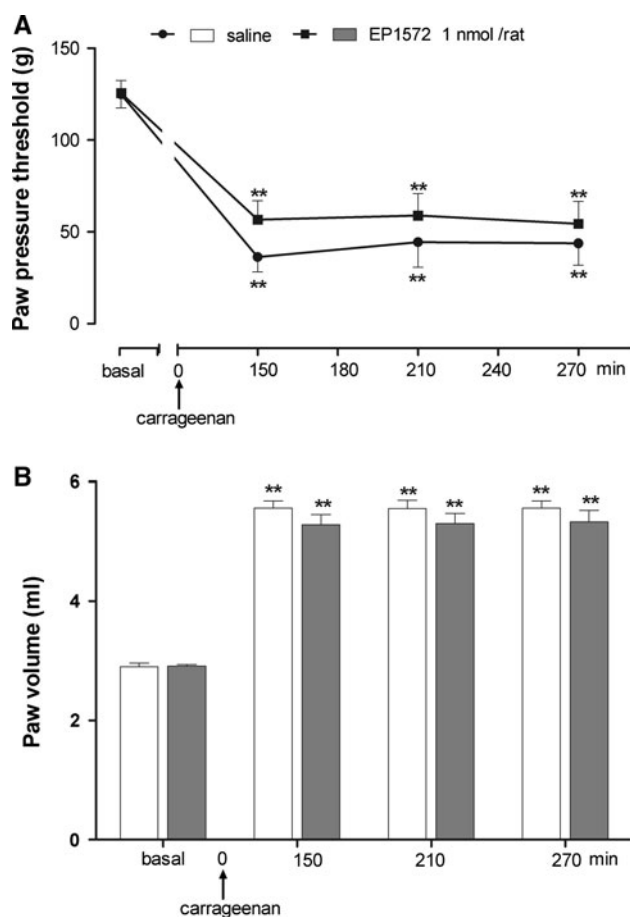 A
saline EP1572 1 nmol /rat
Paw pressure threshold (g)
150
100
50
0
** ** **
** ** **
basal 0 150 180 210 240 270 min
carrageenan
B
Paw volume (ml)
6
4
2
0
** ** ** ** ** **
basal 0 150 210 270 min
carrageenan